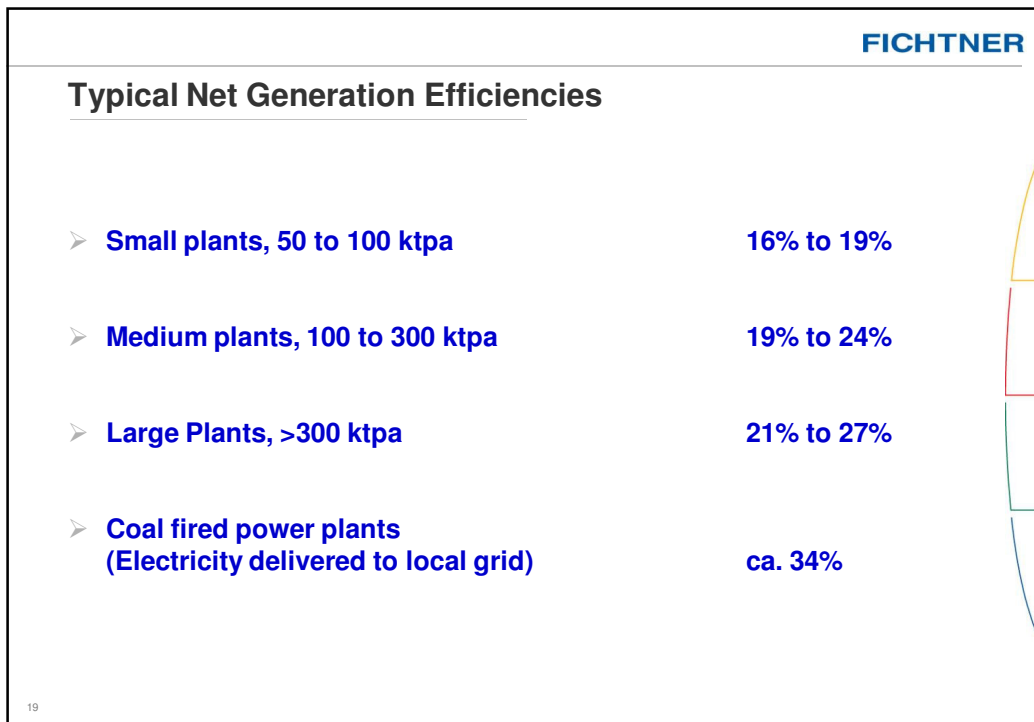 FICHTNER
Typical Net Generation Efficiencies
➢ Small plants, 50 to 100 ktpa 16% to 19%
➢ Medium plants, 100 to 300 ktpa 19% to 24%
➢ Large Plants, >300 ktpa 21% to 27%
➢ Coal fired power plants
(Electricity delivered to local grid) ca. 34%
19